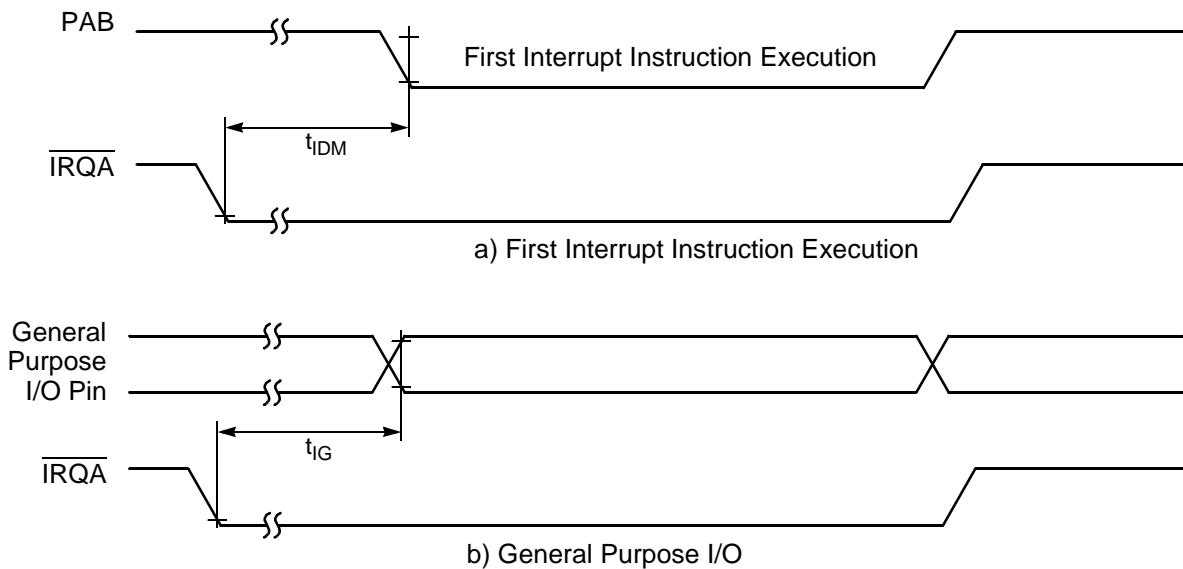 PAB
First Interrupt Instruction Execution
tIDM
IRQA
a) First Interrupt Instruction Execution
General
Purpose
I/O Pin
tIG
IRQA
b) General Purpose I/O